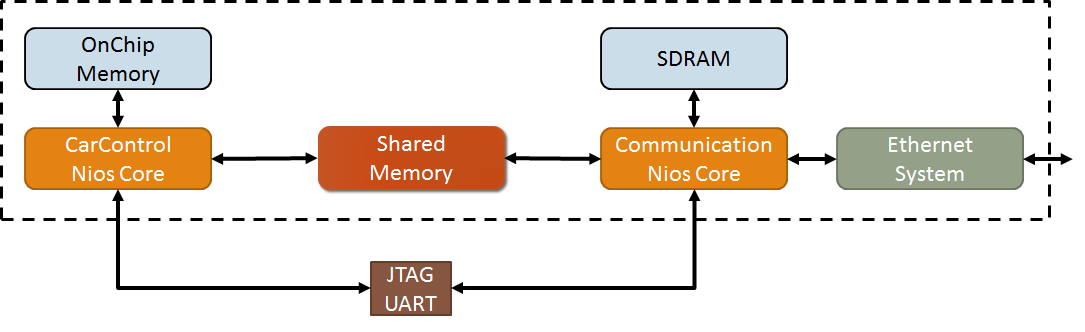 OnChip
Memory
SDRAM
CarControl
Nios Core
Shared
Memory
Communication
Nios Core
Ethernet
System
JTAG
UART